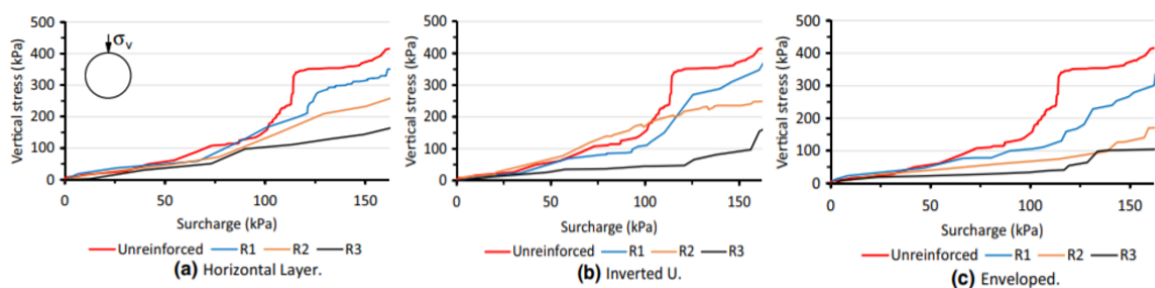 500
400
300
200
100
0
Vertical stress (kPa)
σv
0 50 100 150
Surcharge (kPa)
Unreinforced R1 R2 R3
(a) Horizontal Layer.
500
400
300
200
100
0
Vertical stress (kPa)
0 50 100 150
Surcharge (kPa)
Unreinforced R1 R2 R3
(b) Inverted U.
500
400
300
200
100
0
Vertical stress (kPa)
0 50 100 150
Surcharge (kPa)
Unreinforced R1 R2 R3
(c) Enveloped.